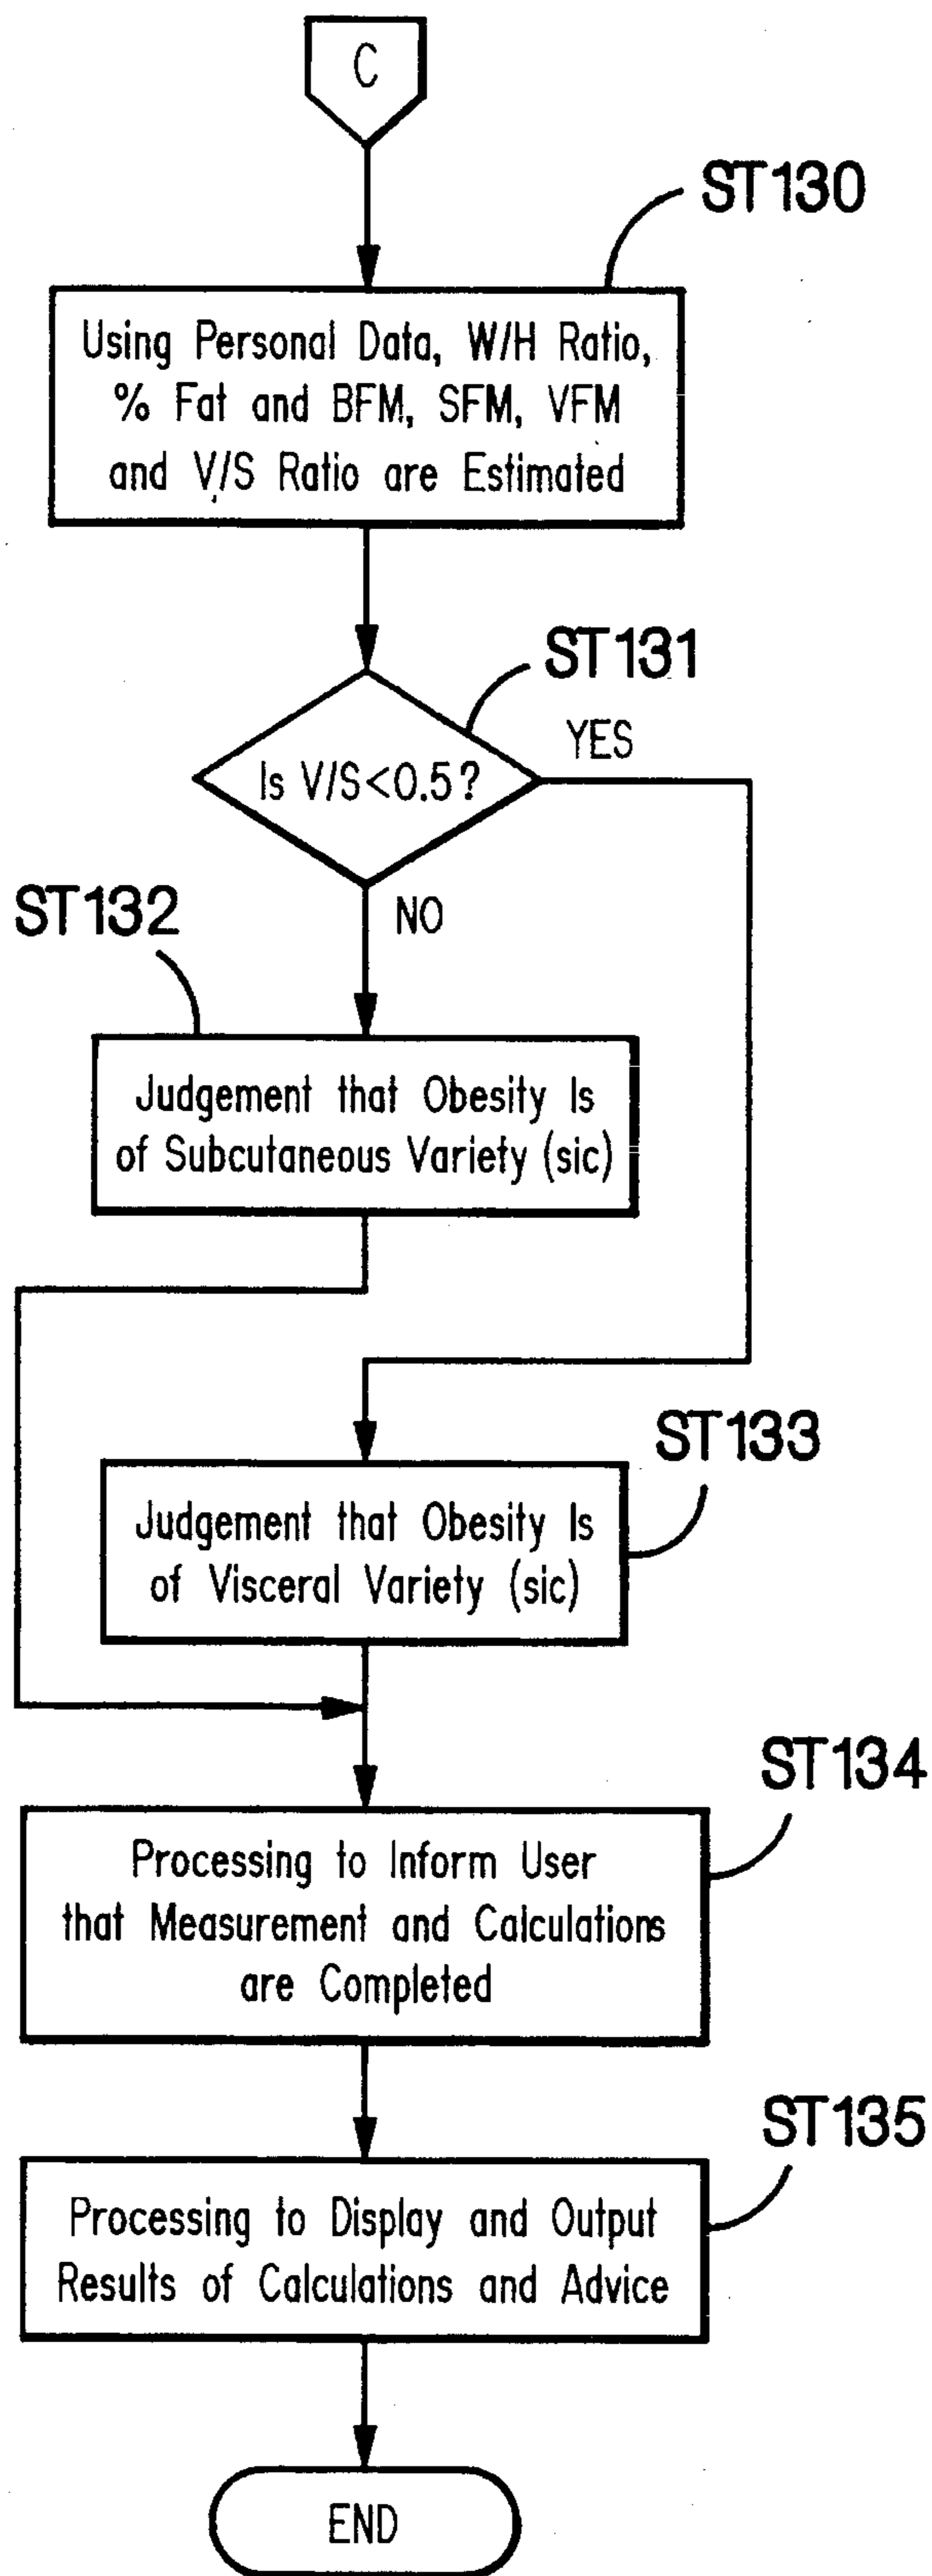 C
ST130
Using Personal Data, W/H Ratio,
% Fat and BFM, SFM, VFM
and V/S Ratio are Estimated
ST131
YES
Is V/S<0.5?
NO
ST132
Judgement that Obesity Is
of Subcutaneous Variety (sic)
ST133
Judgement that Obesity Is
of Visceral Variety (sic)
ST134
Processing to Inform User
that Measurement and Calculations
are Completed
ST135
Processing to Display and Output
Results of Calculations and Advice
END